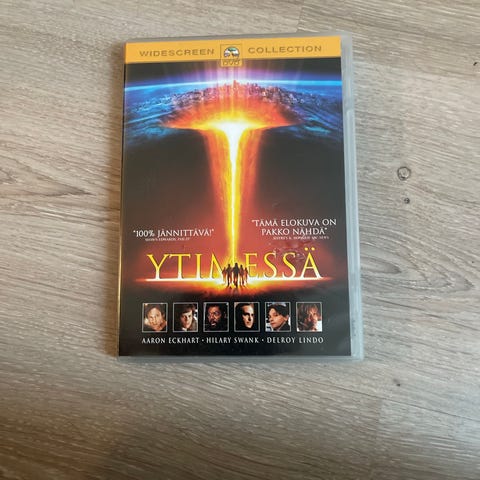 WIDESCREEN COLLECTION
DVD
"100% JÄNNITTÄVÄ!"
"TÄMÄ ELOKUVA ON
PAKKO NÄHDÄ"
YTIMESSÄ
AARON ECKHART · HILARY SWANK · DELROY LINDO